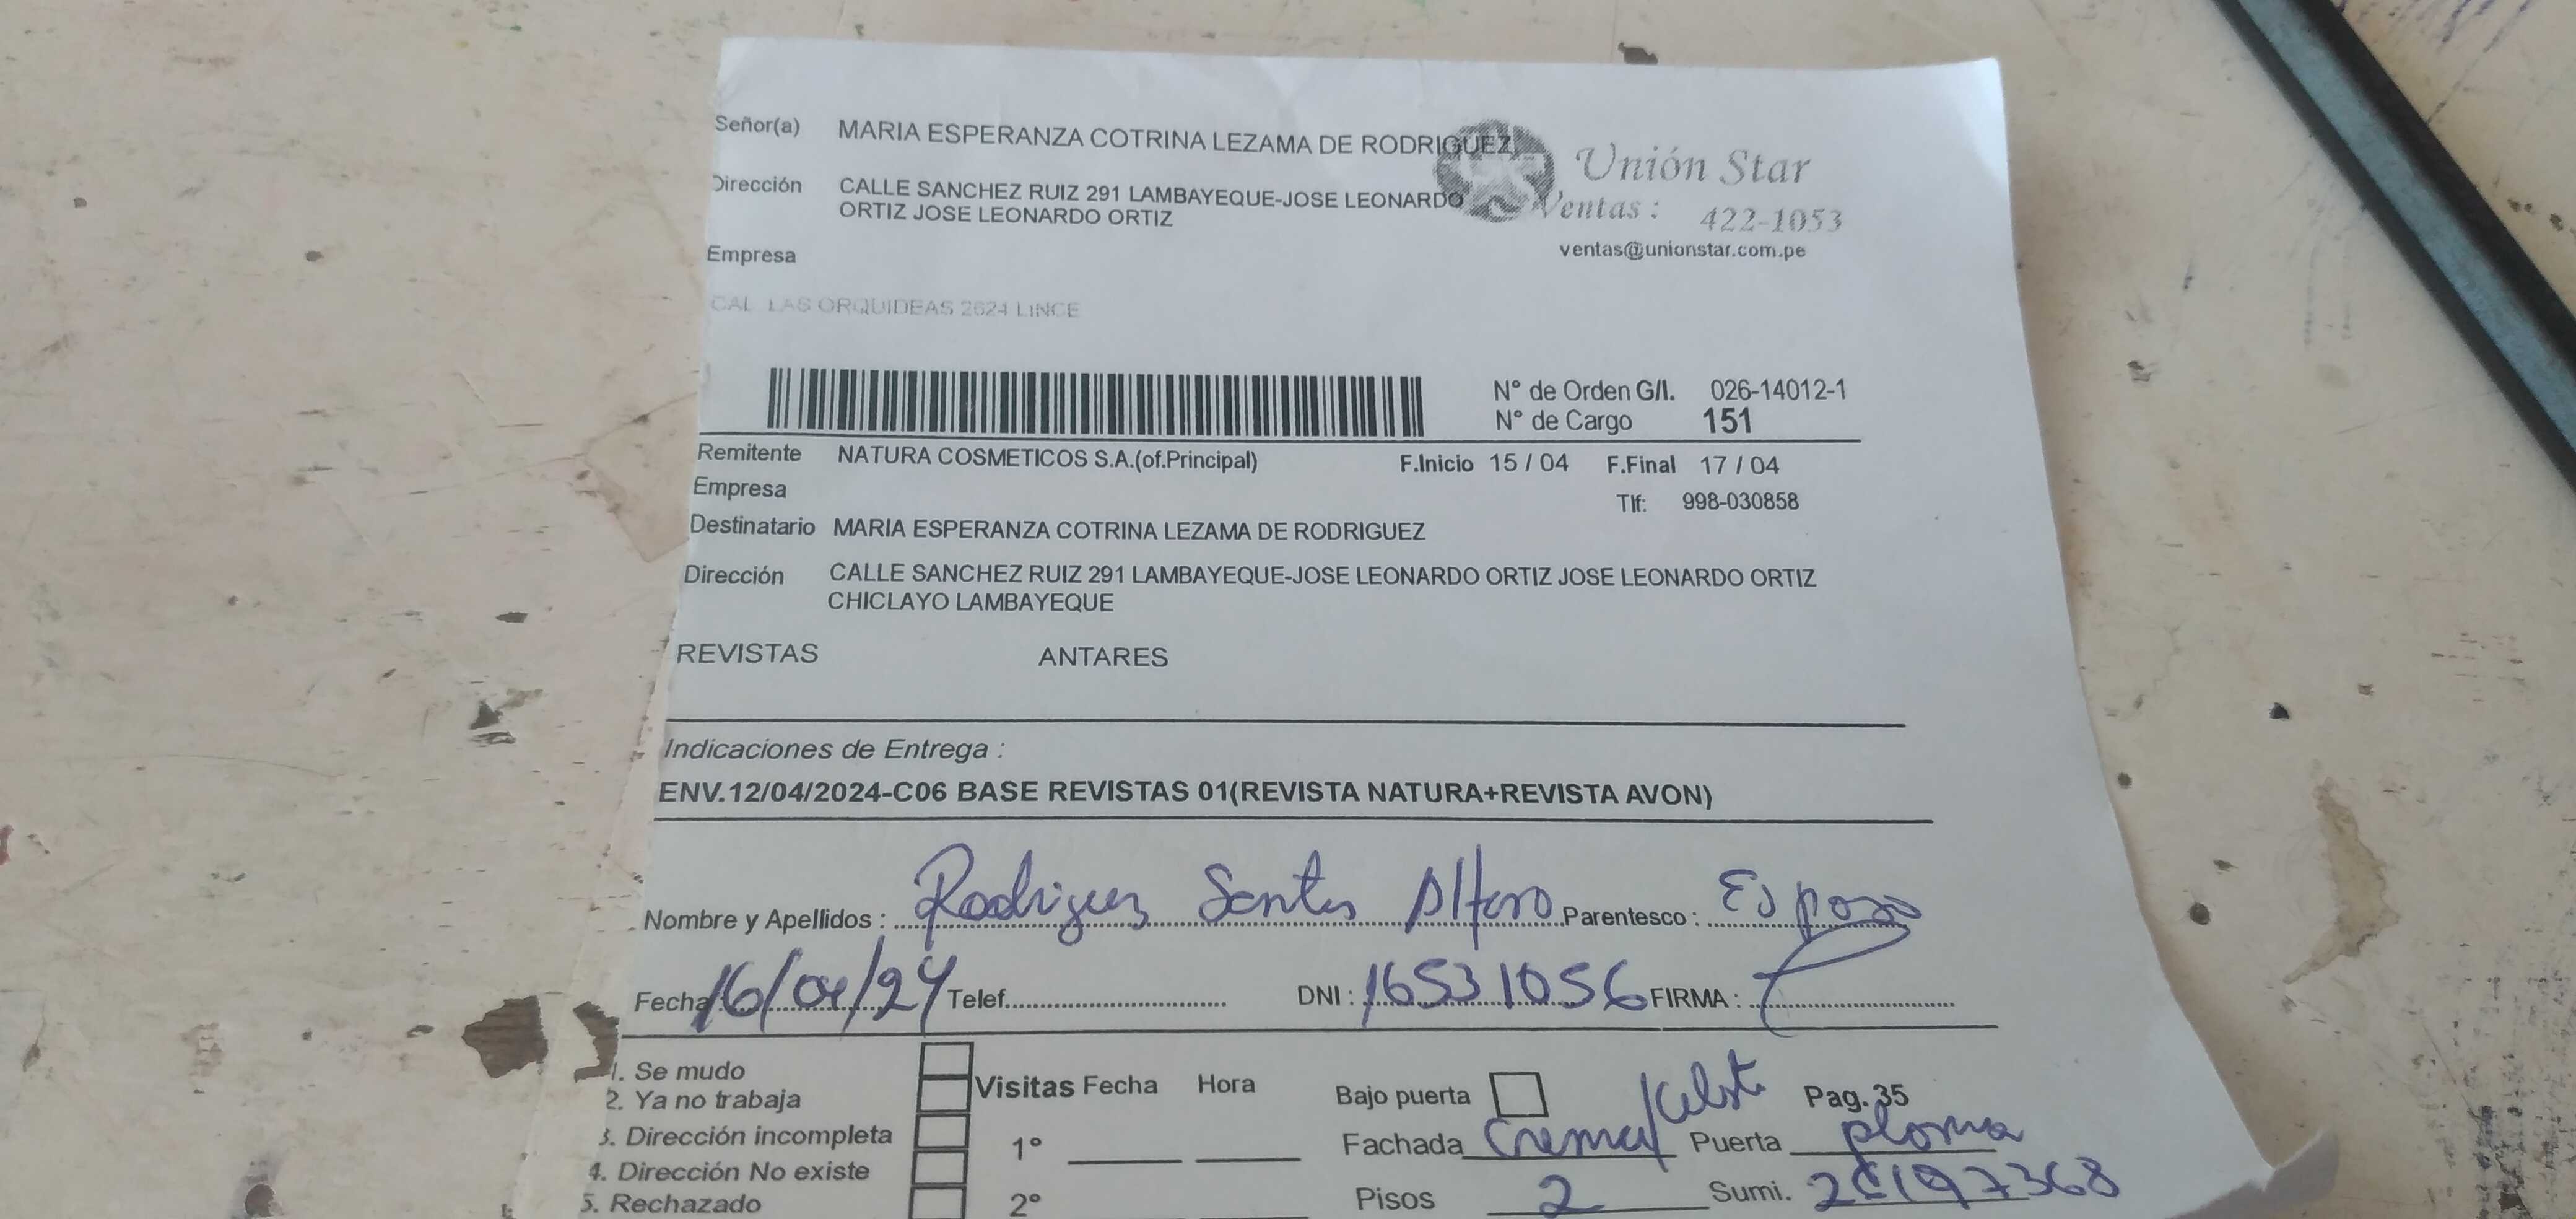 Señor(a) MARIA ESPERANZA COTRINA LEZAMA DE RODRIGUEZ
Unión Star
Dirección CALLE SANCHEZ RUIZ 291 LAMBAYEQUE-JOSE LEONARDO
ORTIZ JOSE LEONARDO ORTIZ
Ventas : 422-1053
Empresa
ventas@unionstar.com.pe
CAL LAS ORQUIDEAS 2624 LINCE
N° de Orden G/I. 026-14012-1
N° de Cargo 151
Remitente NATURA COSMETICOS S.A.(of.Principal) F.Inicio 15 / 04 F.Final 17 / 04
Empresa
Tlf: 998-030858
Destinatario MARIA ESPERANZA COTRINA LEZAMA DE RODRIGUEZ
Dirección CALLE SANCHEZ RUIZ 291 LAMBAYEQUE-JOSE LEONARDO ORTIZ JOSE LEONARDO ORTIZ
CHICLAYO LAMBAYEQUE
REVISTAS ANTARES
Indicaciones de Entrega :
ENV.12/04/2024-C06 BASE REVISTAS 01(REVISTA NATURA+REVISTA AVON)
Nombre y Apellidos : Rodriguez Santos Alfaro Parentesco : Esposo
Fecha 16/04/24 Telef. DNI : 16531056 FIRMA :
1. Se mudo
2. Ya no trabaja
3. Dirección incompleta
4. Dirección No existe
5. Rechazado
Visitas Fecha Hora
1°
2°
Bajo puerta Pag. 35
Fachada Crema/ Puerta ploma
Pisos 2 Sumi.